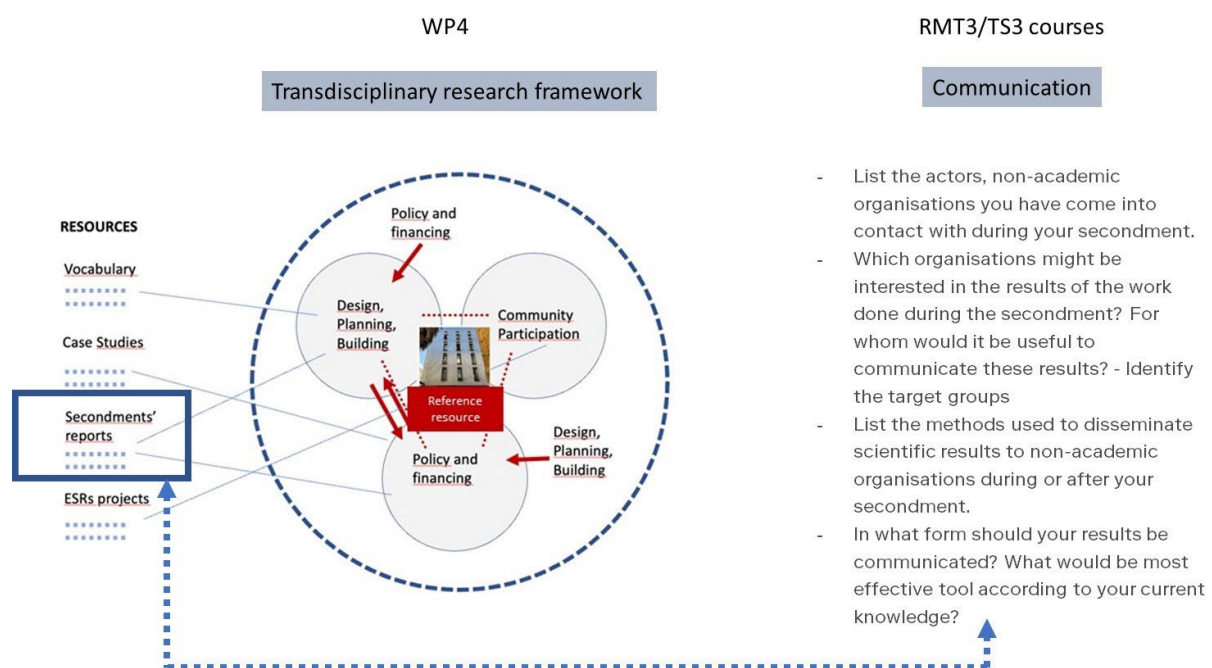 WP4
RMT3/TS3 courses
Transdisciplinary research framework
Communication
RESOURCES
Vocabulary
Case Studies
Secondments’
reports
ESRs projects
Policy and
financing
Design,
Planning,
Building
Community
Participation
Reference
resource
Policy and
financing
Design,
Planning,
Building
- List the actors, non-academic
organisations you have come into
contact with during your secondment.
- Which organisations might be
interested in the results of the work
done during the secondment? For
whom would it be useful to
communicate these results? - Identify
the target groups
- List the methods used to disseminate
scientific results to non-academic
organisations during or after your
secondment.
- In what form should your results be
communicated? What would be most
effective tool according to your current
knowledge?